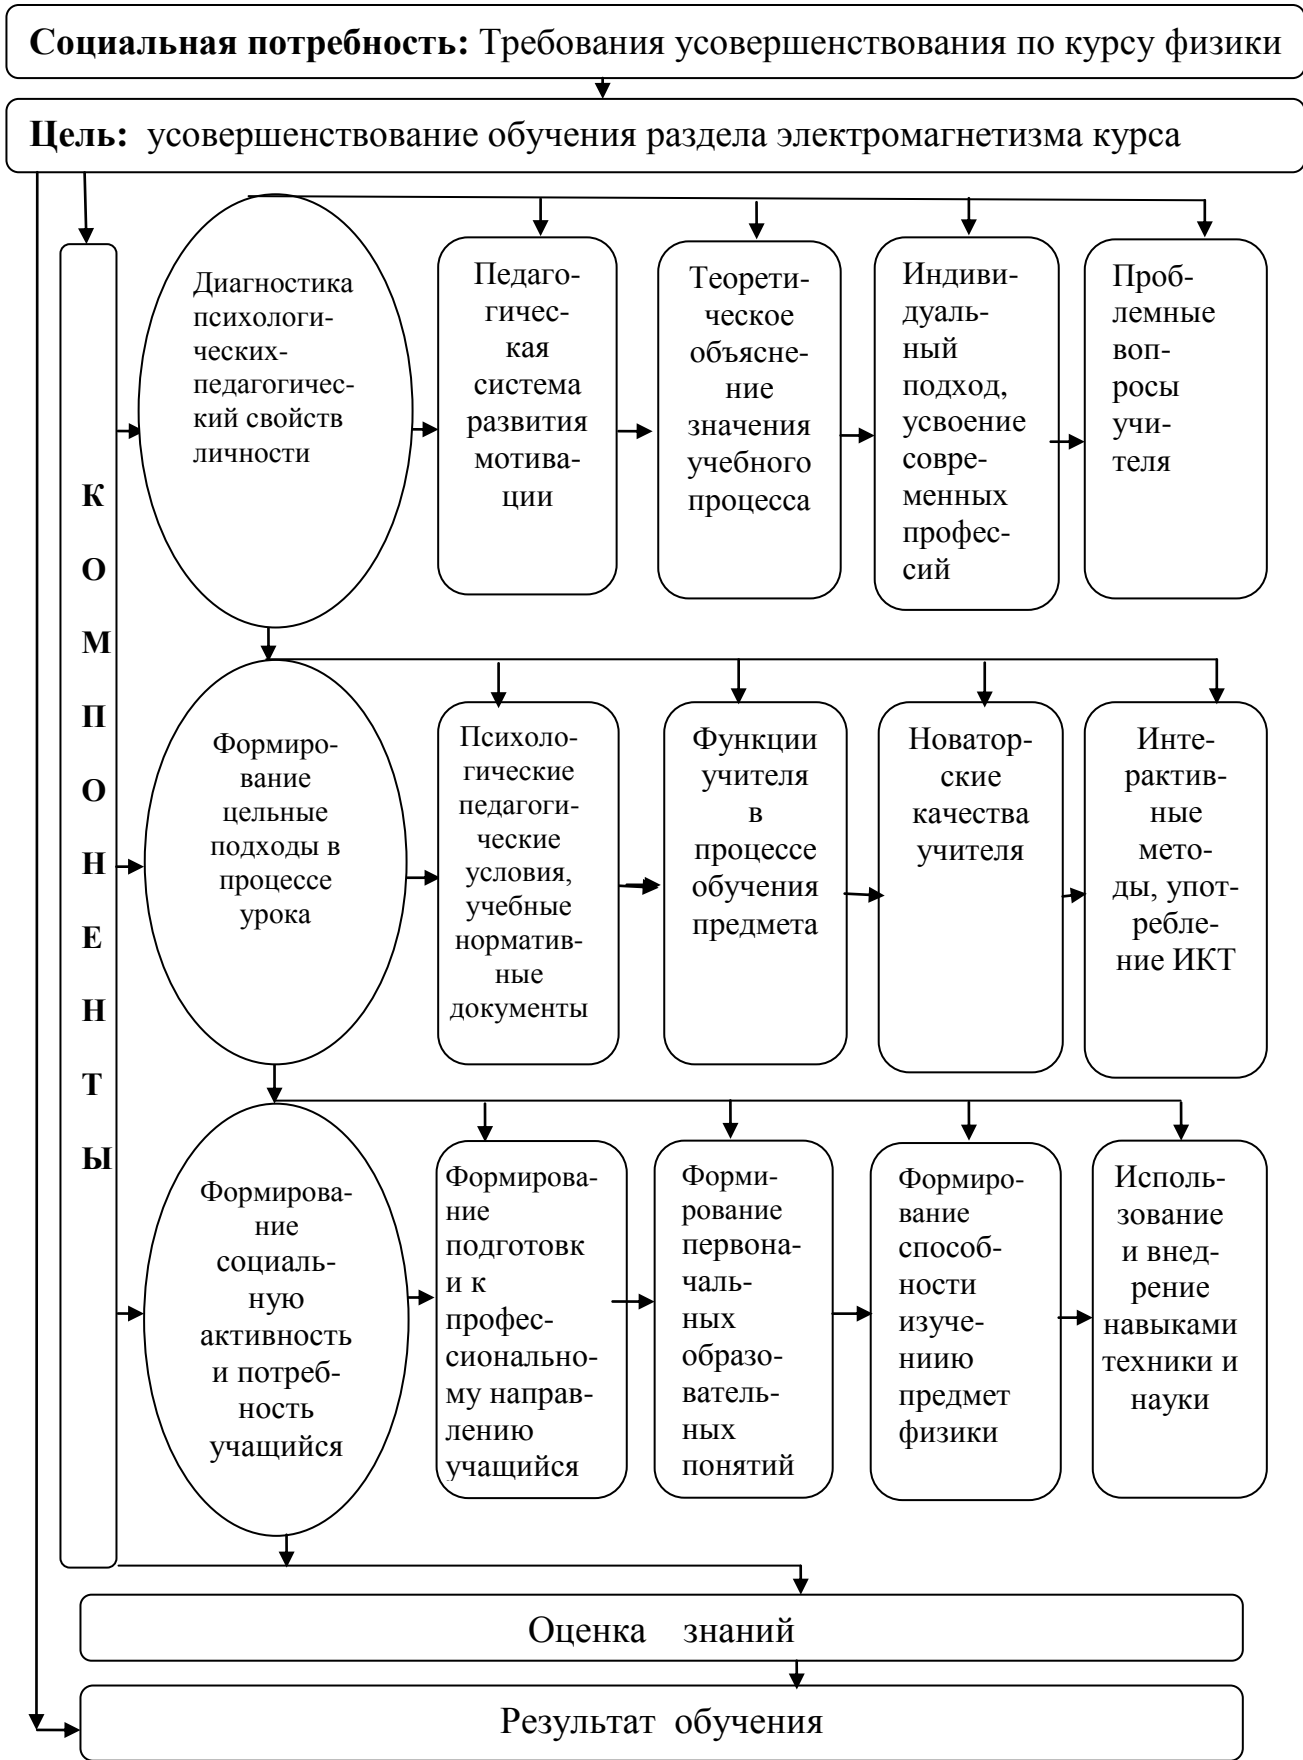 Социальная потребность: Требования усовершенствования по курсу физики
Цель: усовершенствование обучения раздела электромагнетизма курса
К
О
М
П
О
Н
Е
Н
Т
Ы
Диагностика
психологи-
ческих-
педагогичес-
кий свойств
личности
Педаго-
гичес-
кая
система
развития
мотива-
ции
Теорети-
ческое
объясне-
ние
значения
учебного
процесса
Индиви-
дуаль-
ный
подход,
усвоение
совре-
менных
профес-
сий
Проб-
лемные
воп-
росы
учи-
теля
Формиро-
вание
цельные
подходы в
процессе
урока
Психоло-
гические
педагоги-
ческие
условия,
учебные
норматив-
ные
документы
Функции
учителя
в
процессе
обучения
предмета
Новатор-
ские
качества
учителя
Инте-
рактив-
ные
мето-
ды, упот-
ребле-
ние ИКТ
Формирова-
ние
социаль-
ную
активность
и потреб-
ность
учащийся
Формирова-
ние
подготовк
и к
профес-
сионально-
му направ-
лению
учащийся
Форми-
рование
первона-
чаль-
ных
образо-
ватель-
ных
понятий
Формиро-
вание
способ-
ности
изуче-
ниию
предмет
физики
Исполь-
зование
и внед-
рение
навыками
техники и
науки
Оценка знаний
Результат обучения